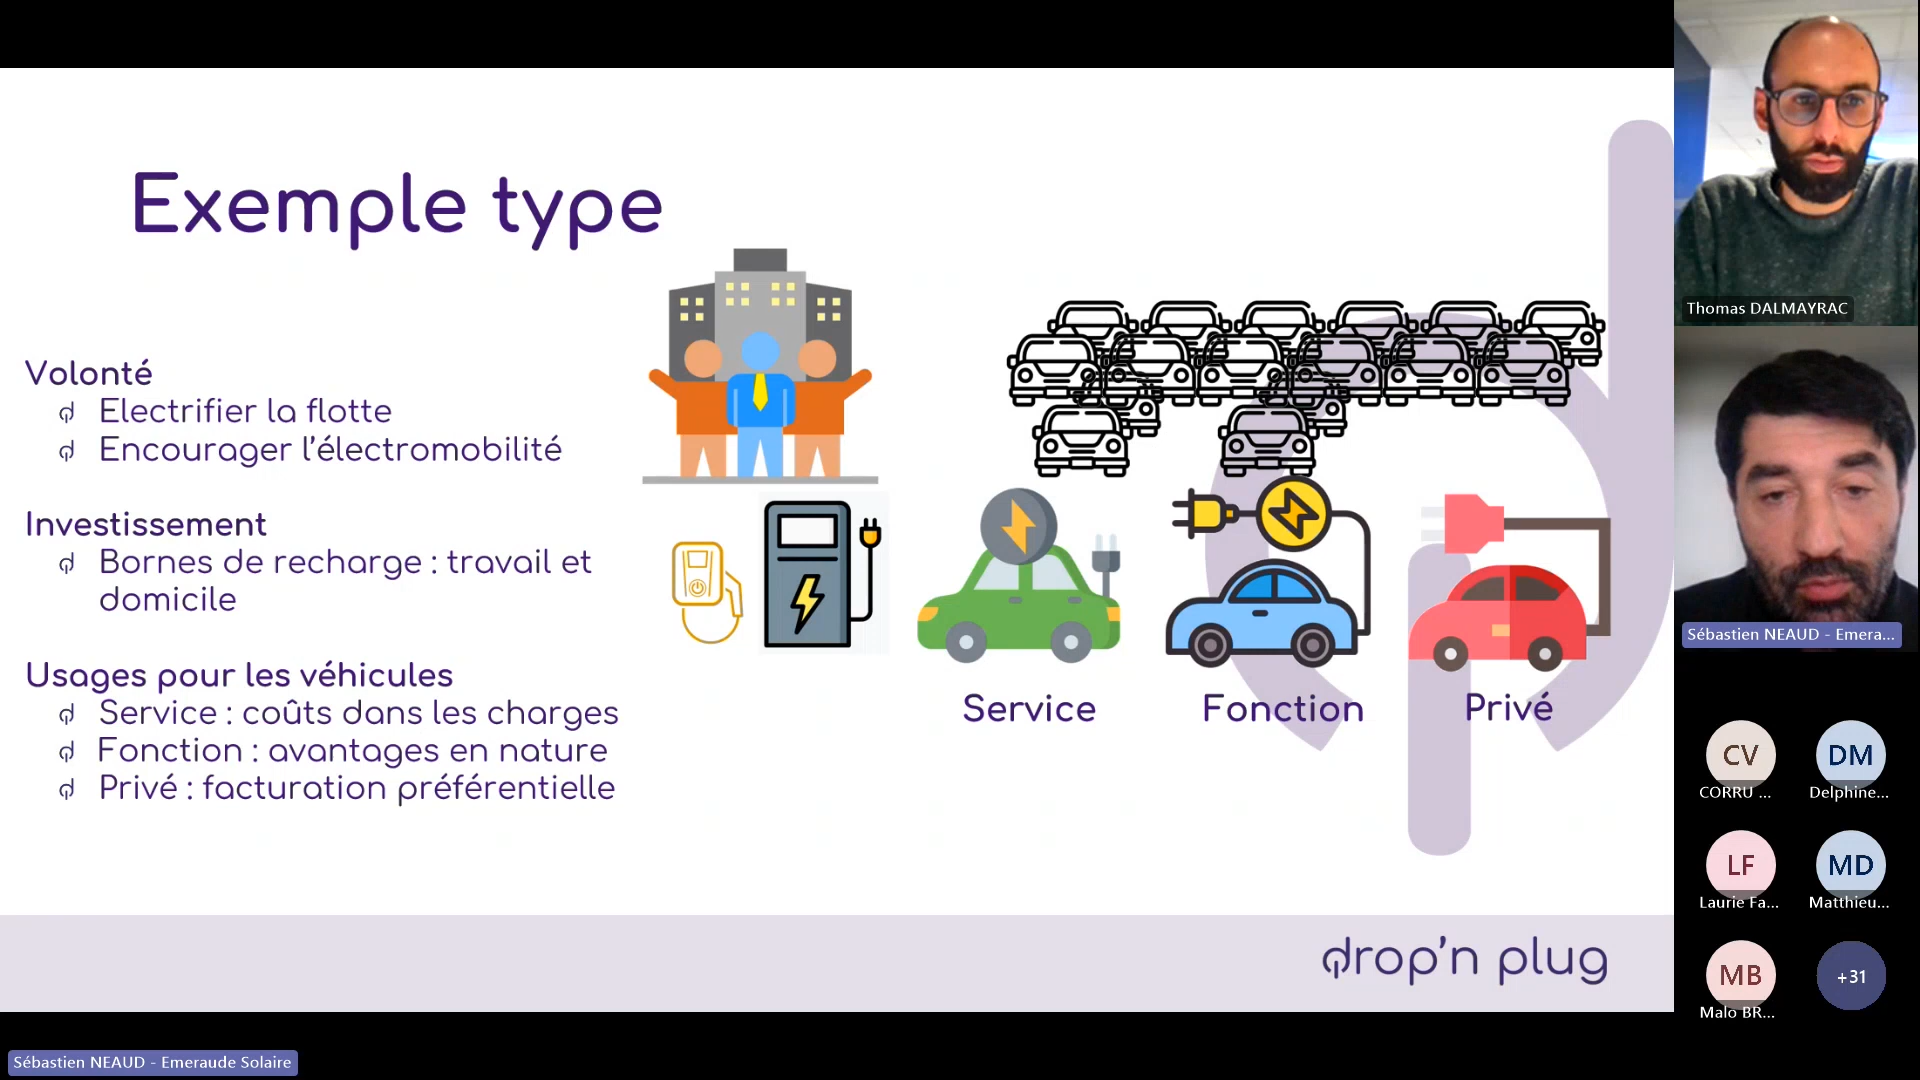 Exemple type
Volonté
Electrifier la flotte
Encourager l'électromobilité
Investissement
Bornes de recharge : travail et
domicile
Usages pour les véhicules
Service : coûts dans les charges
Fonction : avantages en nature
Privé : facturation préférentielle
Service
Fonction
Privé
drop'n plug
Thomas DALMAYRAC
Sébastien NEAUD - Emera...
CV
CORRU ...
DM
Delphine...
LF
Laurie Fa...
MD
Matthieu...
MB
Malo BR...
+31
Sébastien NEAUD - Emeraude Solaire